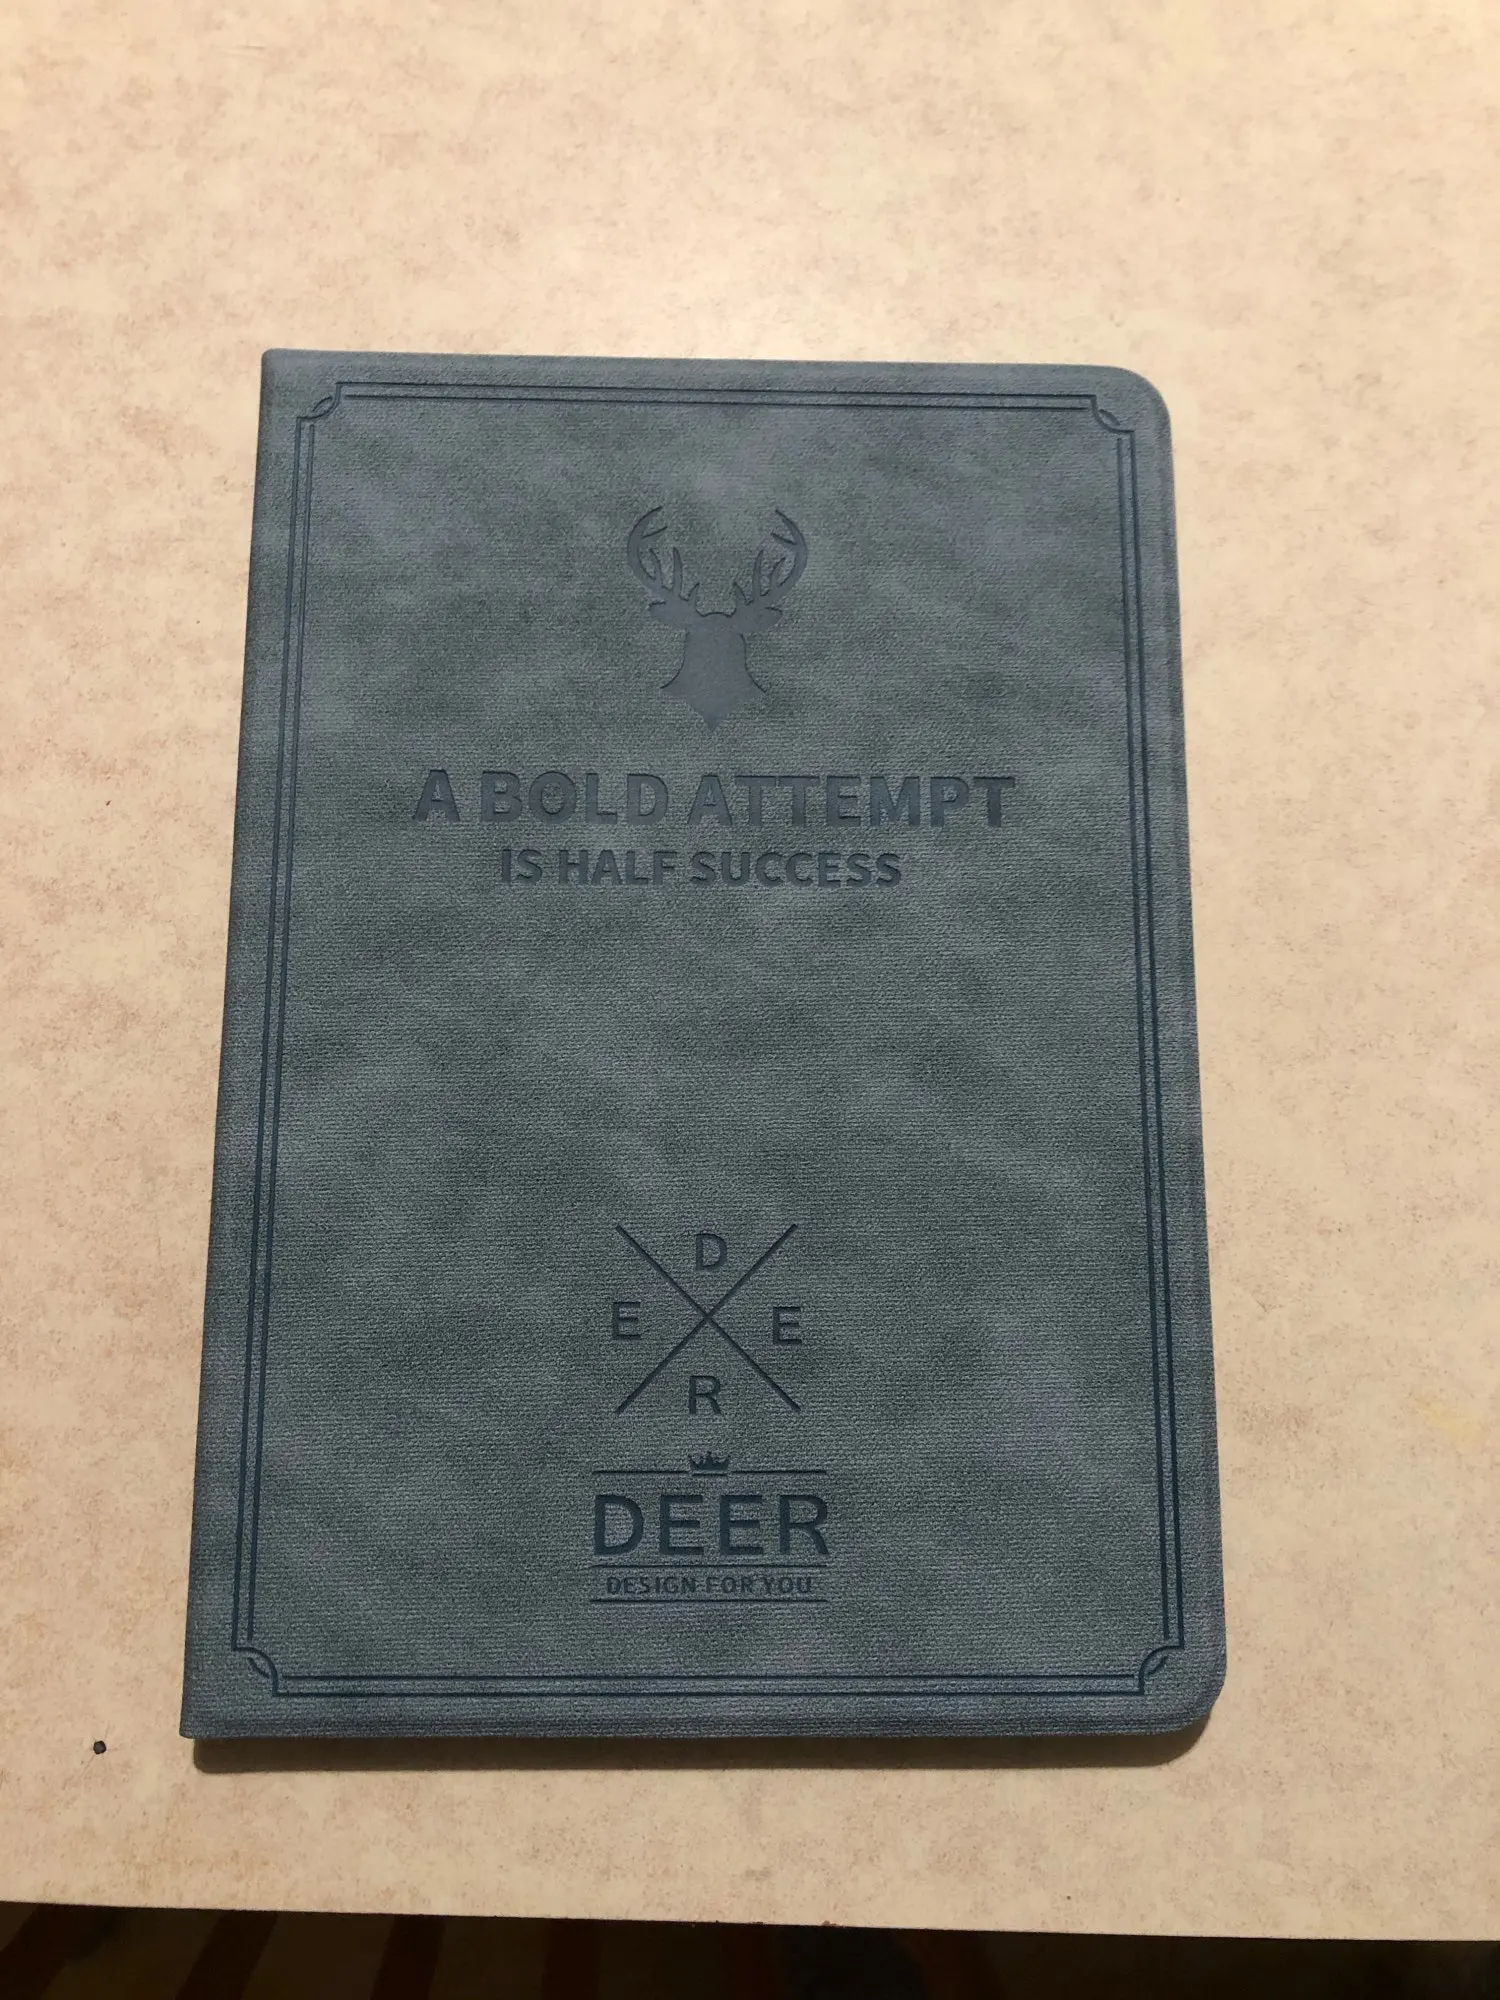 A BOLD ATTEMPT
IS HALF SUCCESS
D
E E
R
DEER
DESIGN FOR YOU